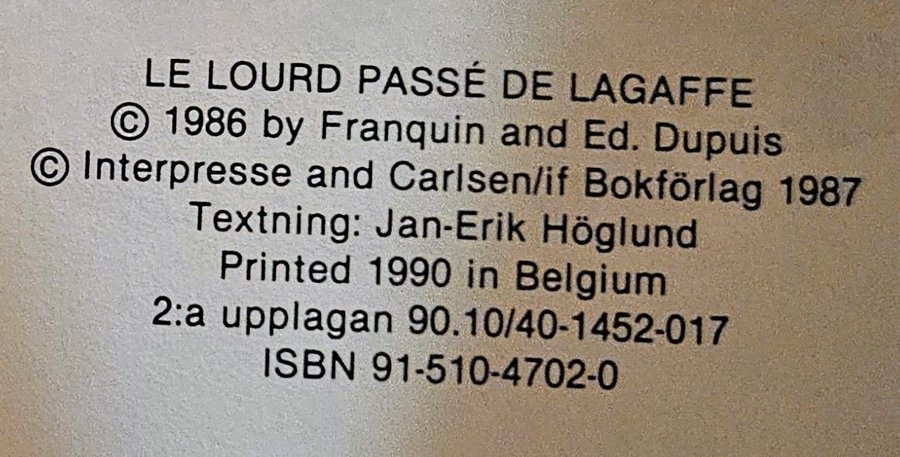 LE LOURD PASSÉ DE LAGAFFE
© 1986 by Franquin and Ed. Dupuis
© Interpresse and Carlsen/if Bokförlag 1987
Textning: Jan-Erik Höglund
Printed 1990 in Belgium
2:a upplagan 90.10/40-1452-017
ISBN 91-510-4702-0